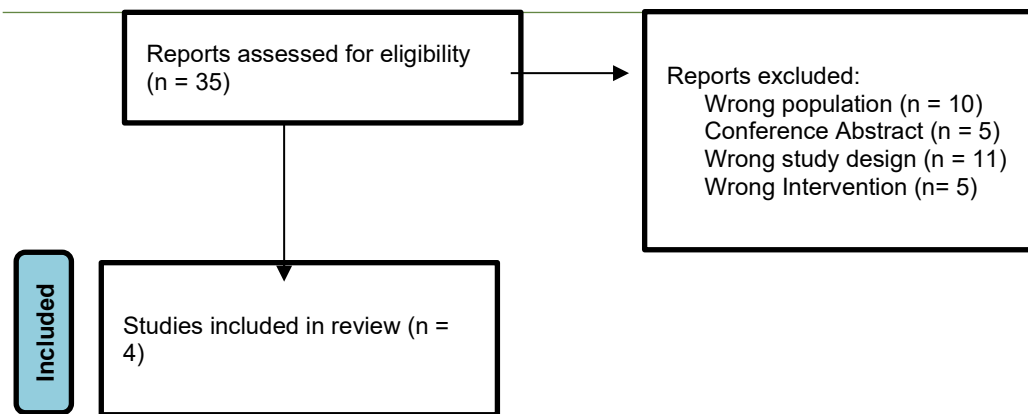 Reports assessed for eligibility
(n = 35)
Reports excluded:
Wrong population (n = 10)
Conference Abstract (n = 5)
Wrong study design (n = 11)
Wrong Intervention (n= 5)
Included
Studies included in review (n =
4)